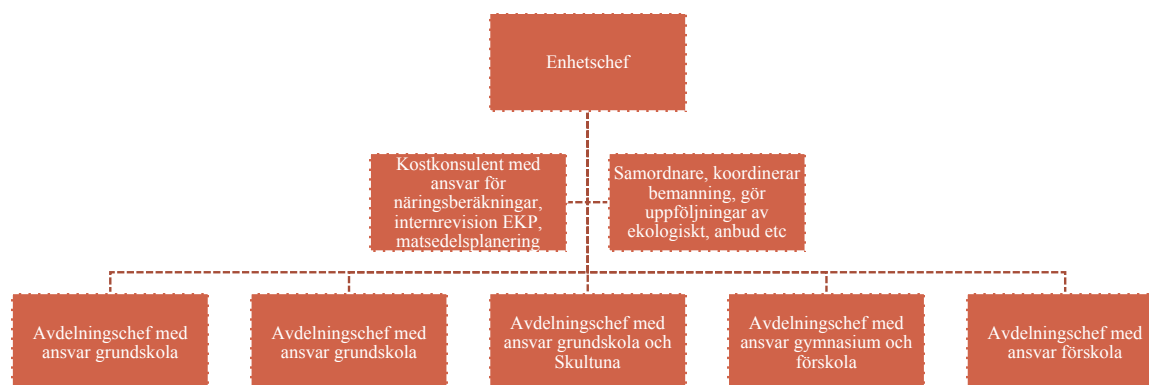 Enhetschef
Kostkonsulent med
ansvar för
näringsberäkningar,
internrevision EKP,
matsedelsplanering
Samordnare, koordinerar
bemanning, gör
uppföljningar av
ekologiskt, anbud etc
Avdelningschef med
ansvar grundskola
Avdelningschef med
ansvar grundskola
Avdelningschef med
ansvar grundskola och
Skultuna
Avdelningschef med
ansvar gymnasium och
förskola
Avdelningschef med
ansvar förskola